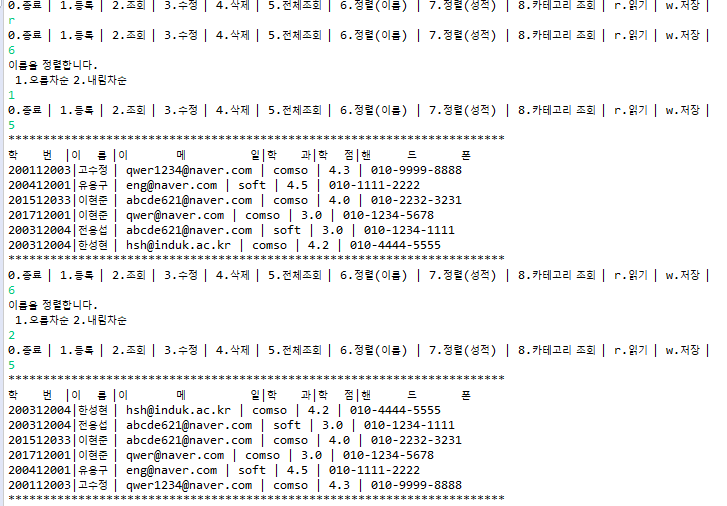 0.종료 | 1.등록 | 2.조회 | 3.수정 | 4.삭제 | 5.전체조회 | 6.정렬(이름) | 7.정렬(성적) | 8.카테고리 조회 | r.읽기 | w.저장 |
r
0.종료 | 1.등록 | 2.조회 | 3.수정 | 4.삭제 | 5.전체조회 | 6.정렬(이름) | 7.정렬(성적) | 8.카테고리 조회 | r.읽기 | w.저장 |
6
이름을 정렬합니다.
1.오름차순 2.내림차순
1
0.종료 | 1.등록 | 2.조회 | 3.수정 | 4.삭제 | 5.전체조회 | 6.정렬(이름) | 7.정렬(성적) | 8.카테고리 조회 | r.읽기 | w.저장 |
5
***********************************************************************
학 번 |이 름 |이 메 일|학 과|학 점|핸 드 폰
200112003|고수정 | qwer1234@naver.com | comso | 4.3 | 010-9999-8888
200412001|유용구 | eng@naver.com | soft | 4.5 | 010-1111-2222
201512033|이현준 | abcde621@naver.com | comso | 4.0 | 010-2232-3231
201712001|이현준 | qwer@naver.com | comso | 3.0 | 010-1234-5678
200312004|전용섭 | abcde621@naver.com | soft | 3.0 | 010-1234-1111
200312004|한성현 | hsh@induk.ac.kr | comso | 4.2 | 010-4444-5555
***********************************************************************
0.종료 | 1.등록 | 2.조회 | 3.수정 | 4.삭제 | 5.전체조회 | 6.정렬(이름) | 7.정렬(성적) | 8.카테고리 조회 | r.읽기 | w.저장 |
6
이름을 정렬합니다.
1.오름차순 2.내림차순
2
0.종료 | 1.등록 | 2.조회 | 3.수정 | 4.삭제 | 5.전체조회 | 6.정렬(이름) | 7.정렬(성적) | 8.카테고리 조회 | r.읽기 | w.저장 |
5
***********************************************************************
학 번 |이 름 |이 메 일|학 과|학 점|핸 드 폰
200312004|한성현 | hsh@induk.ac.kr | comso | 4.2 | 010-4444-5555
200312004|전용섭 | abcde621@naver.com | soft | 3.0 | 010-1234-1111
201512033|이현준 | abcde621@naver.com | comso | 4.0 | 010-2232-3231
201712001|이현준 | qwer@naver.com | comso | 3.0 | 010-1234-5678
200412001|유용구 | eng@naver.com | soft | 4.5 | 010-1111-2222
200112003|고수정 | qwer1234@naver.com | comso | 4.3 | 010-9999-8888
***********************************************************************